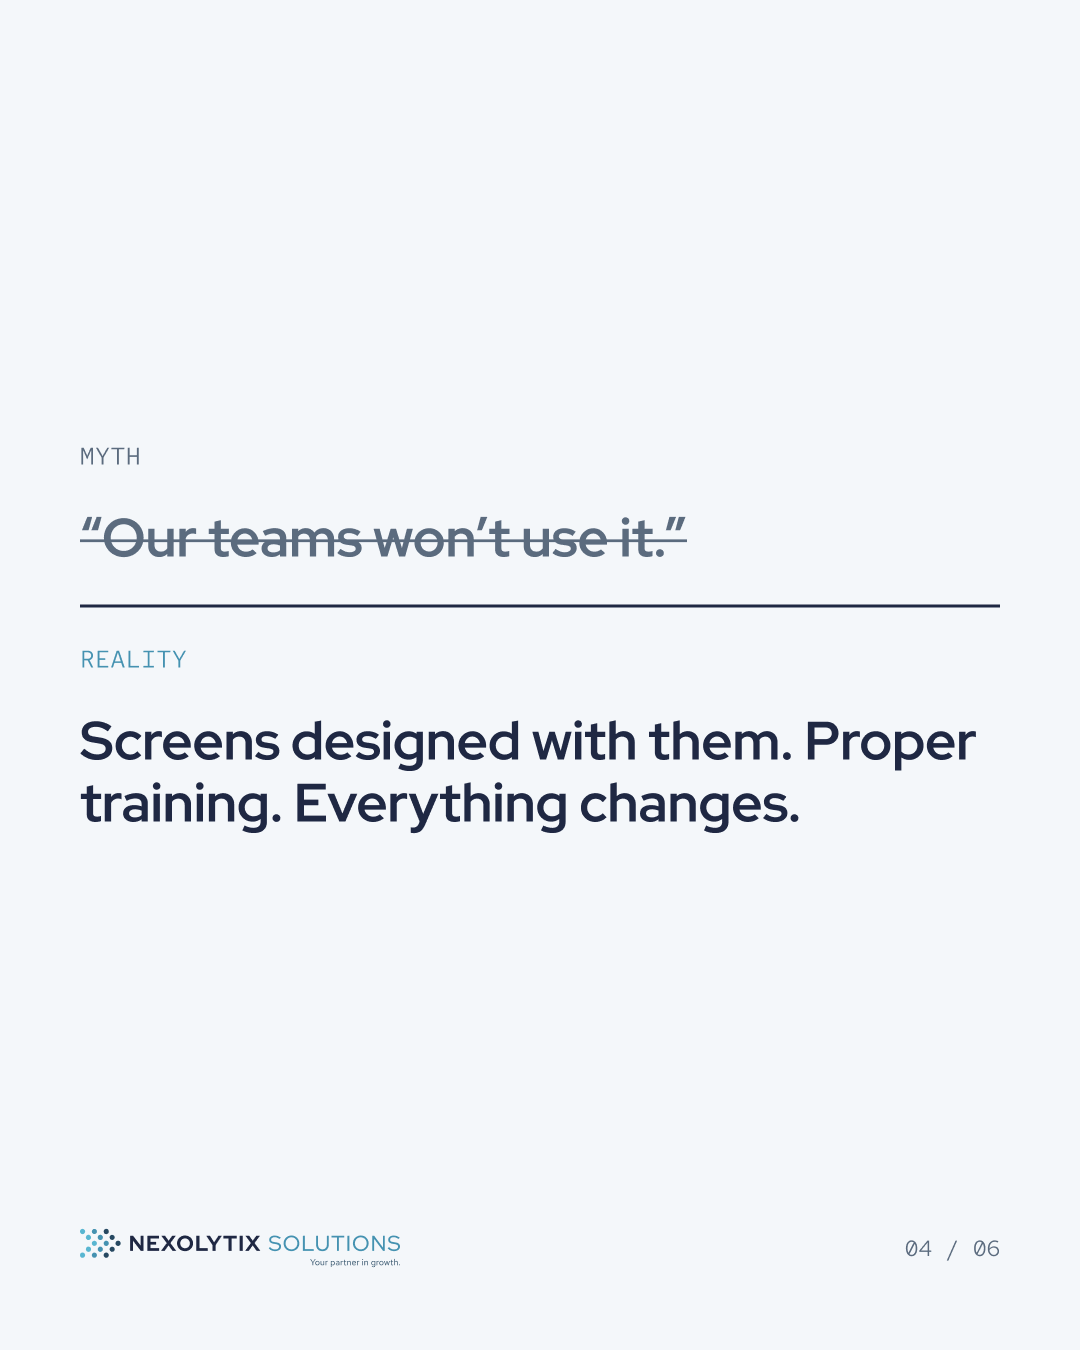 MYTH
“Our teams won’t use it.”
REALITY
Screens designed with them. Proper
training. Everything changes.
NEXOLYTIX SOLUTIONS
Your partner in growth.
04 / 06